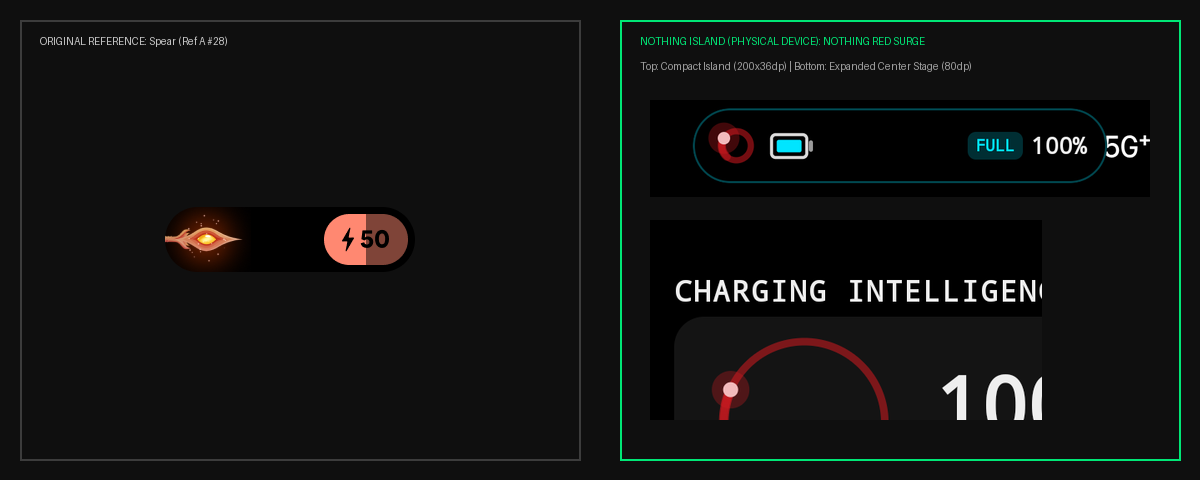 ORIGINAL REFERENCE: Spear (Ref A #28)
50
NOTHING ISLAND (PHYSICAL DEVICE): NOTHING RED SURGE
Top: Compact Island (200x36dp) | Bottom: Expanded Center Stage (80dp)
FULL 100% 5G+
CHARGING INTELLIGENC
100